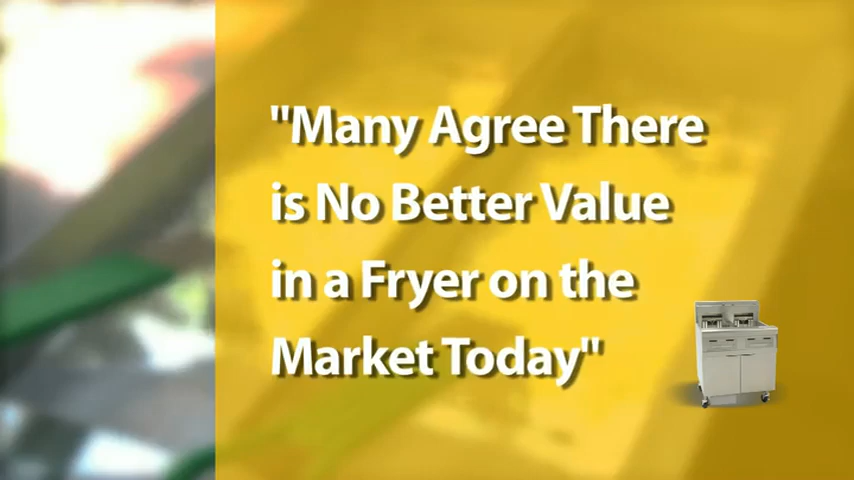 "Many Agree There
is No Better Value
in a Fryer on the
Market Today"